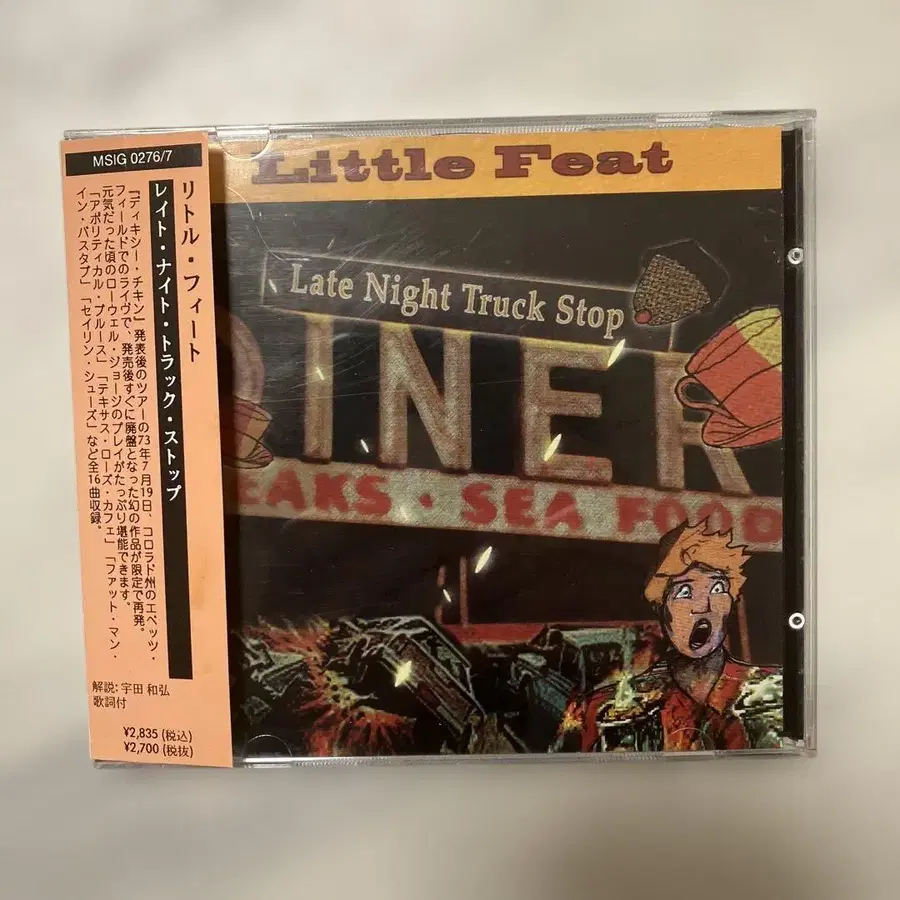 MSIG 0276/7
リトル・フィート
レイト・ナイト・トラック・ストップ
『ディキシー・チキン』発表後のツアーの73年7月19日、コロラド州のエベッツ・
フィールドでのライヴで、発売後すぐに廃盤となった幻の作品が限定で再発。
元気だった頃のローウェル・ジョージのプレイがたっぷり堪能できます。
「アポリティカル・ブルース」「テキサス・ローズ・カフェ」「ファット・マン・
イン・バスタブ」「セイリン・シューズ」など全16曲収録。
解説: 宇田 和弘
歌詞付
¥2,835 (税込)
¥2,700 (税抜)
Little Feat
Late Night Truck Stop
DINER
EAKS · SEA FOOD